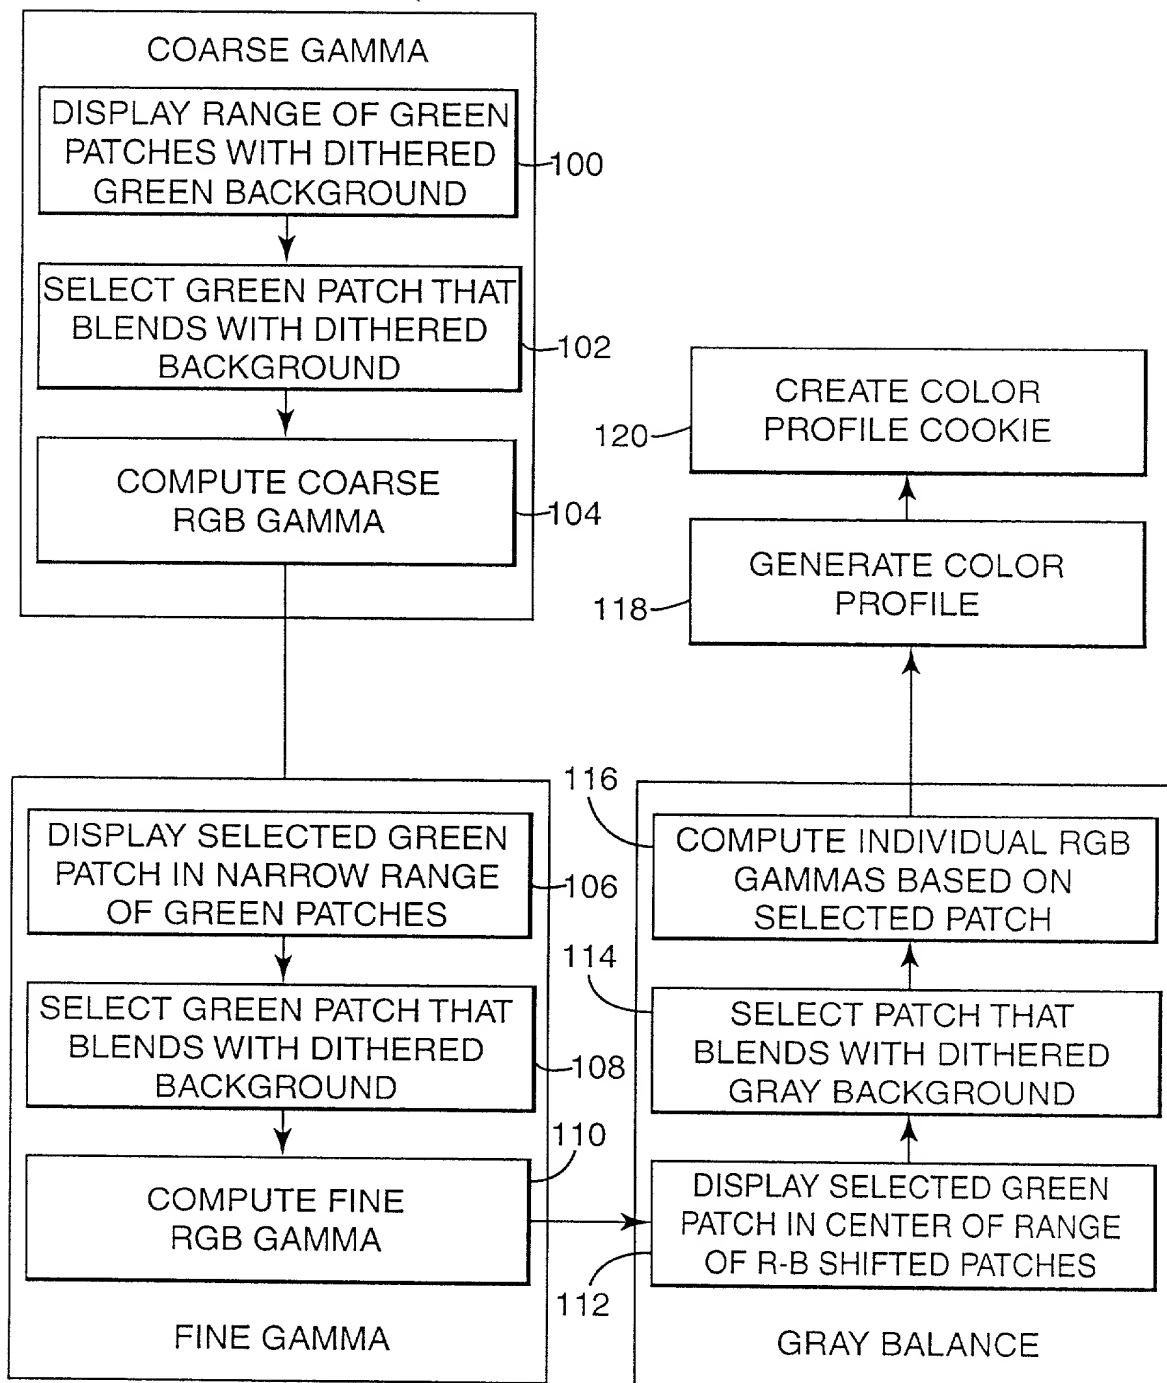 COARSE GAMMA
DISPLAY RANGE OF GREEN
PATCHES WITH DITHERED
GREEN BACKGROUND
100
SELECT GREEN PATCH THAT
BLENDS WITH DITHERED
BACKGROUND
102
COMPUTE COARSE
RGB GAMMA
104
DISPLAY SELECTED GREEN
PATCH IN NARROW RANGE
OF GREEN PATCHES
106
SELECT GREEN PATCH THAT
BLENDS WITH DITHERED
BACKGROUND
108
COMPUTE FINE
RGB GAMMA
110
FINE GAMMA
DISPLAY SELECTED GREEN
PATCH IN CENTER OF RANGE
OF R-B SHIFTED PATCHES
112
SELECT PATCH THAT
BLENDS WITH DITHERED
GRAY BACKGROUND
114
COMPUTE INDIVIDUAL RGB
GAMMAS BASED ON
SELECTED PATCH
116
GRAY BALANCE
GENERATE COLOR
PROFILE
118
CREATE COLOR
PROFILE COOKIE
120